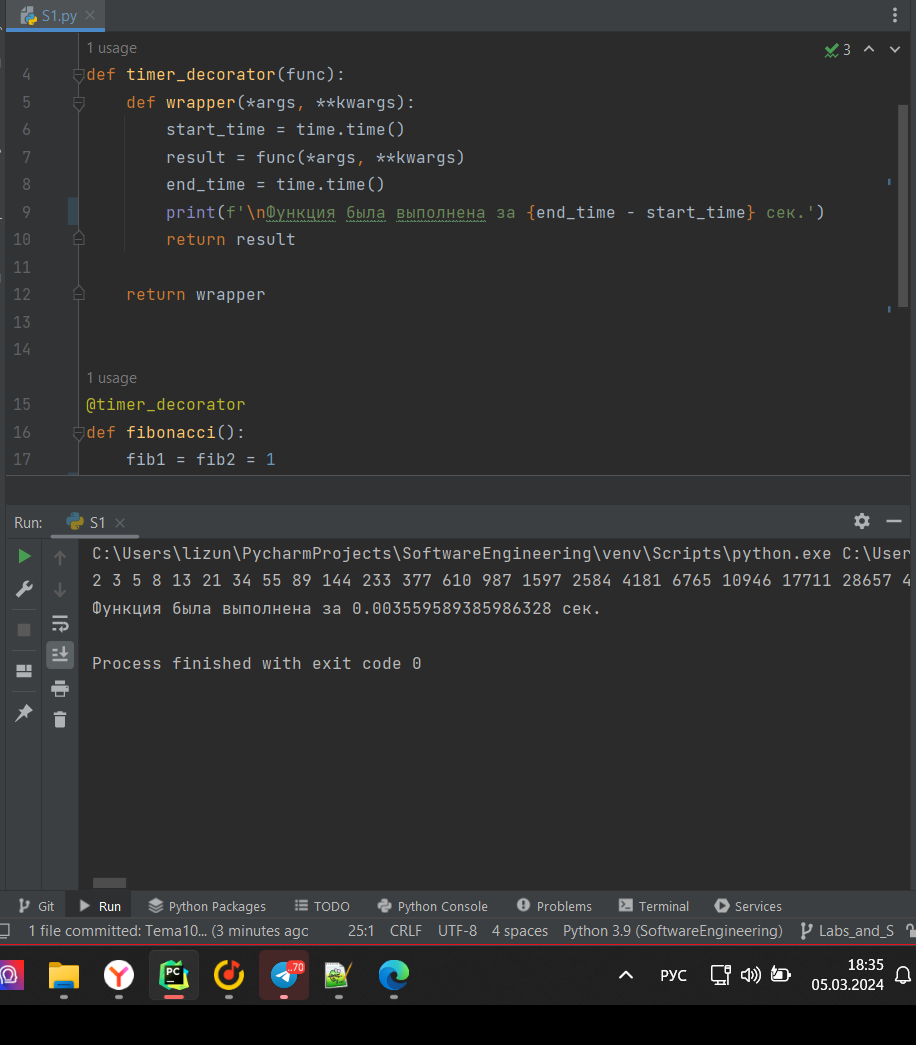 S1.py
1 usage
3
4 def timer_decorator(func):
5 def wrapper(*args, **kwargs):
6 start_time = time.time()
7 result = func(*args, **kwargs)
8 end_time = time.time()
9 print(f'\nФункция была выполнена за {end_time - start_time} сек.')
10 return result
11
12 return wrapper
13
14
1 usage
15 @timer_decorator
16 def fibonacci():
17 fib1 = fib2 = 1
Run: S1
C:\Users\lizun\PycharmProjects\SoftwareEngineering\venv\Scripts\python.exe C:\User
2 3 5 8 13 21 34 55 89 144 233 377 610 987 1597 2584 4181 6765 10946 17711 28657 4
Функция была выполнена за 0.003559589385986328 сек.
Process finished with exit code 0
Git Run Python Packages TODO Python Console Problems Terminal Services
1 file committed: Tema10... (3 minutes ago 25:1 CRLF UTF-8 4 spaces Python 3.9 (SoftwareEngineering) Labs_and_S
PC ..70 РУС 18:35
05.03.2024